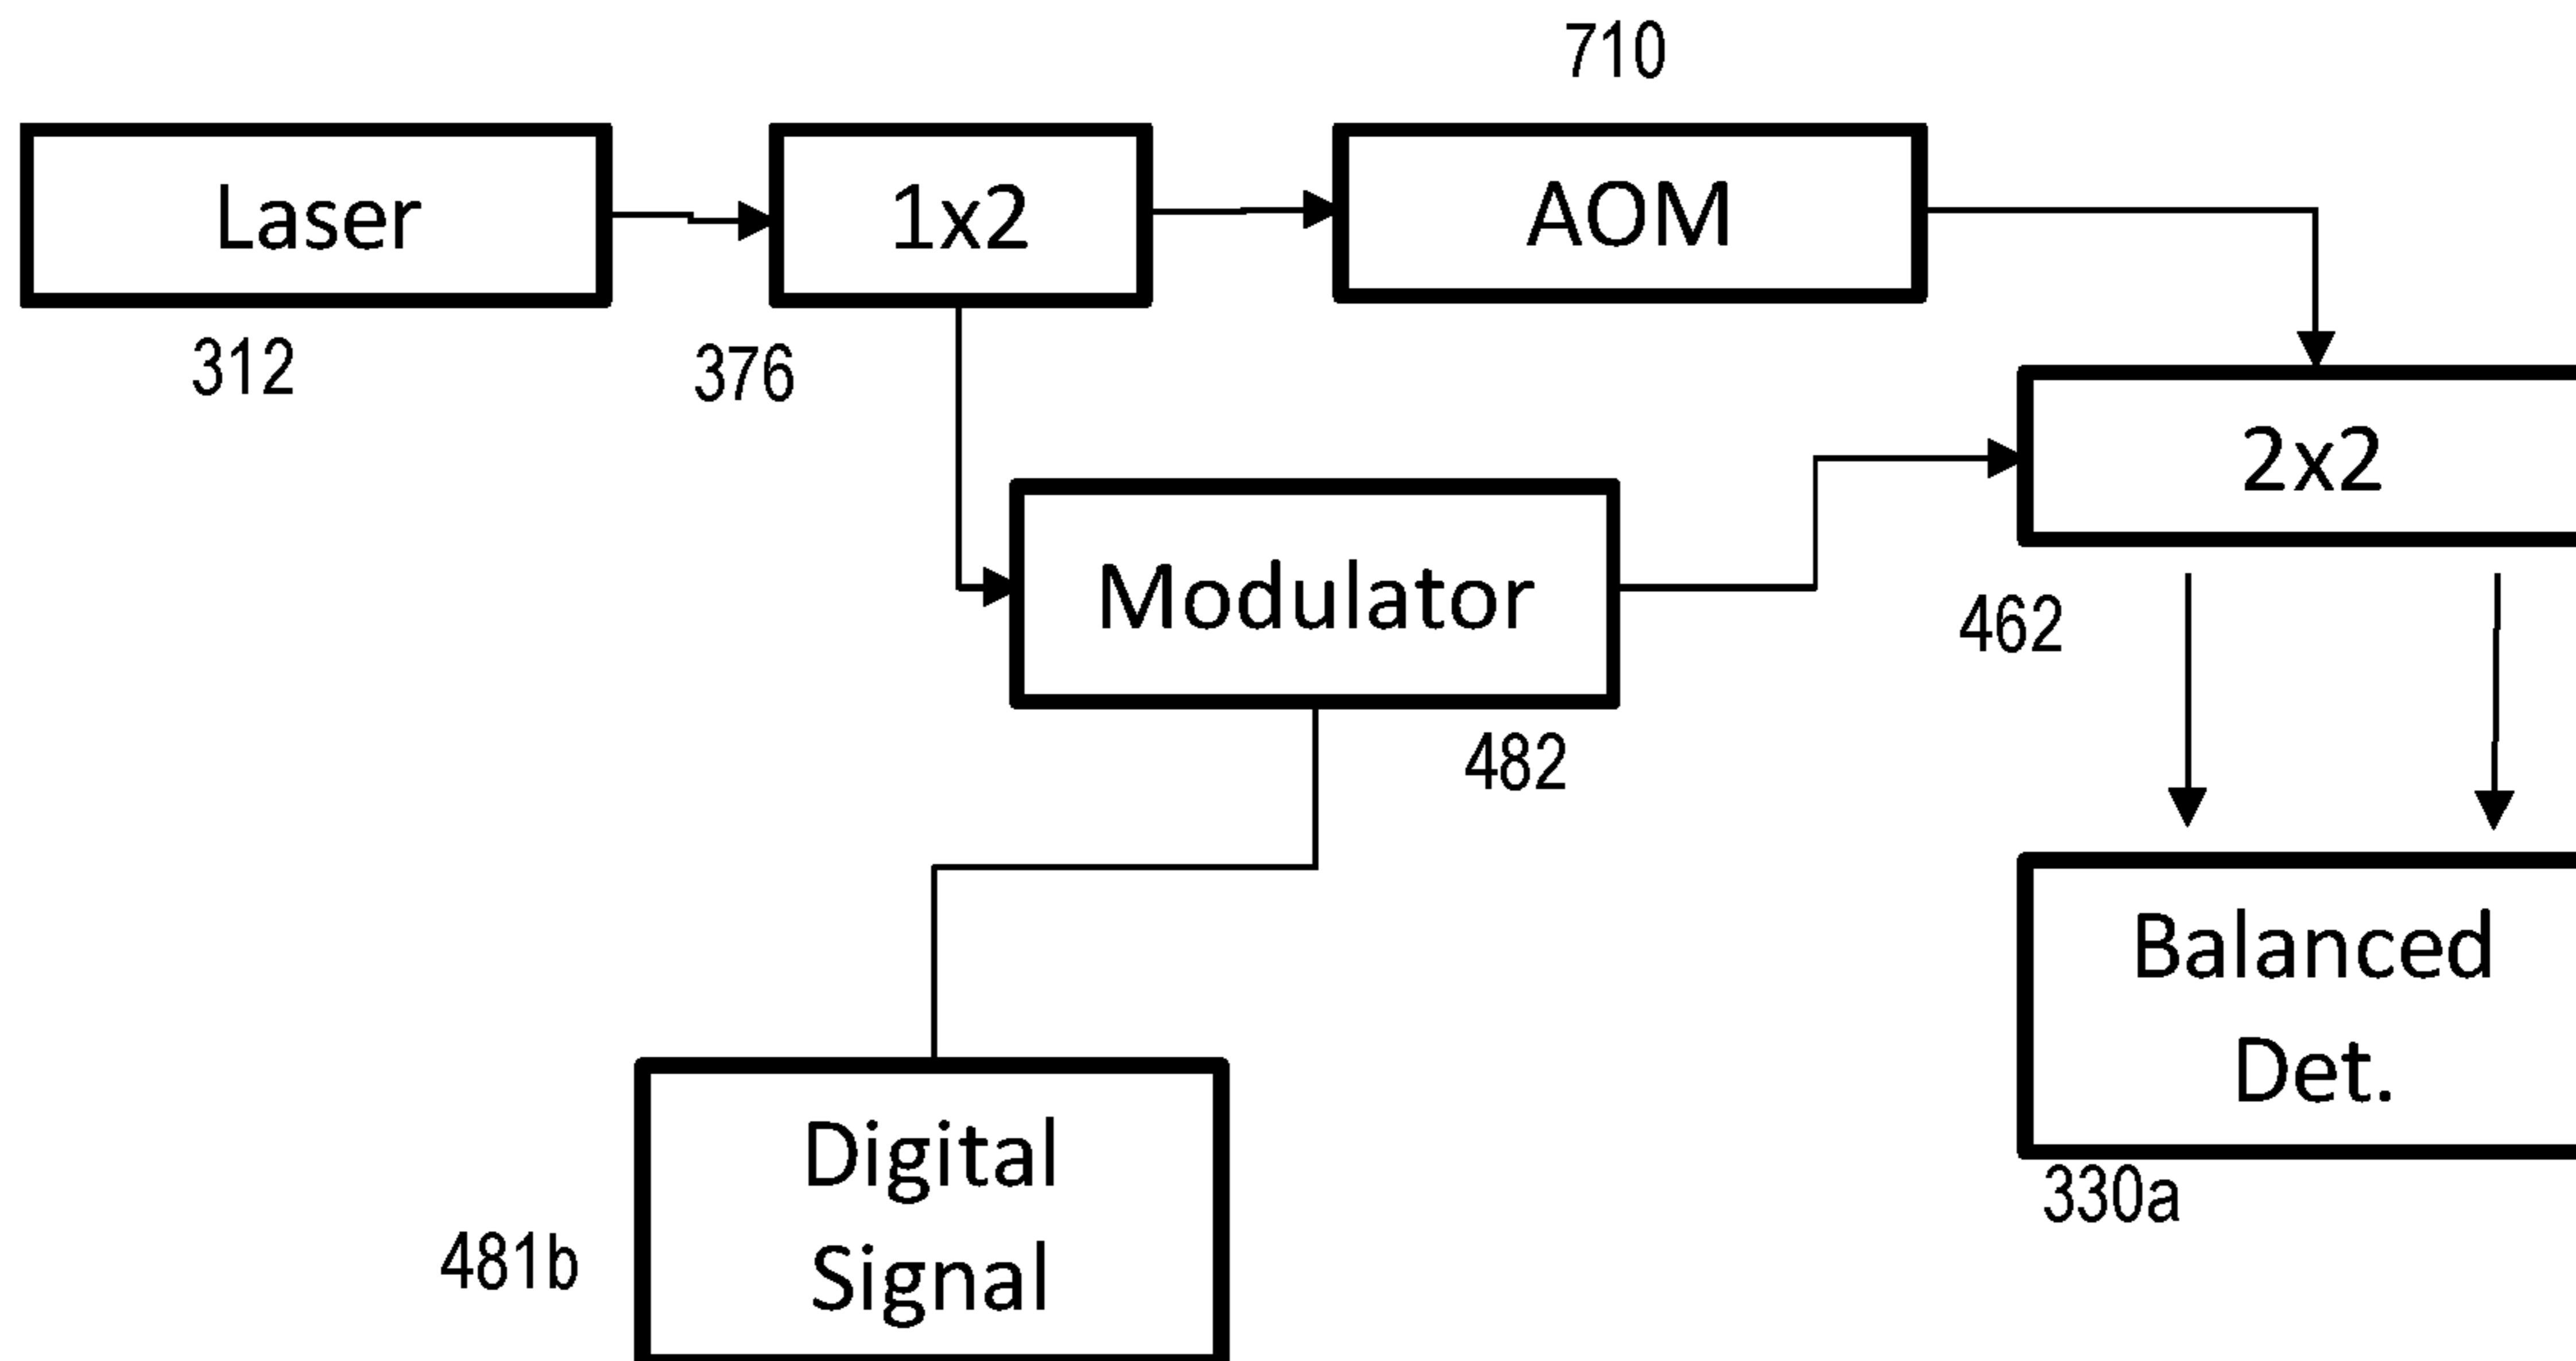 710
Laser
1x2
AOM
312
376
2x2
Modulator
462
482
Balanced
Det.
330a
Digital
Signal
481b